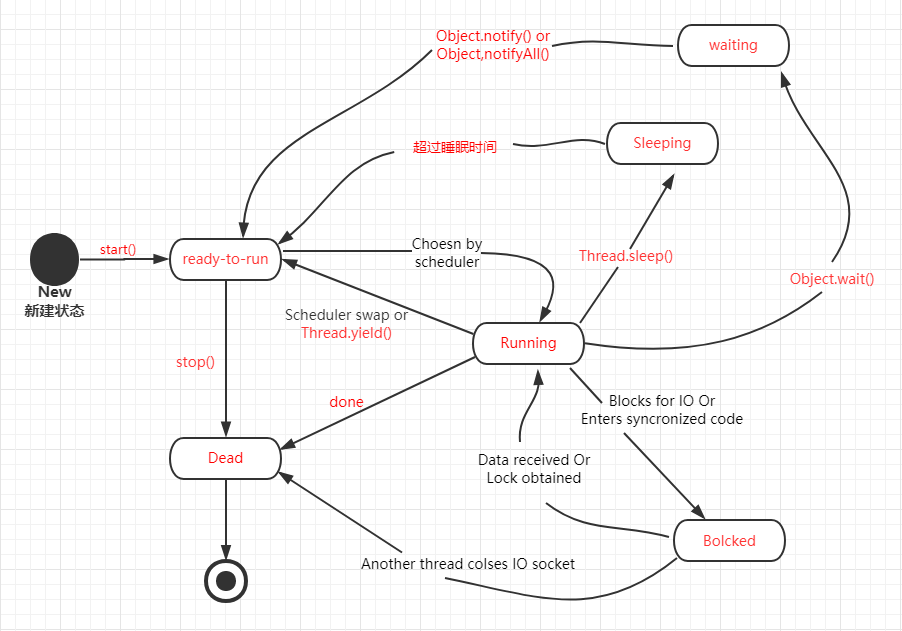 Object.notify() or
Object,notifyAll()
waiting
超过睡眠时间
Sleeping
start()
ready-to-run
Choesn by
scheduler
Thread.sleep()
Object.wait()
New
新建状态
Scheduler swap or
Thread.yield()
Running
stop()
done
Blocks for IO Or
Enters syncronized code
Dead
Data received Or
Lock obtained
Bolcked
Another thread colses IO socket